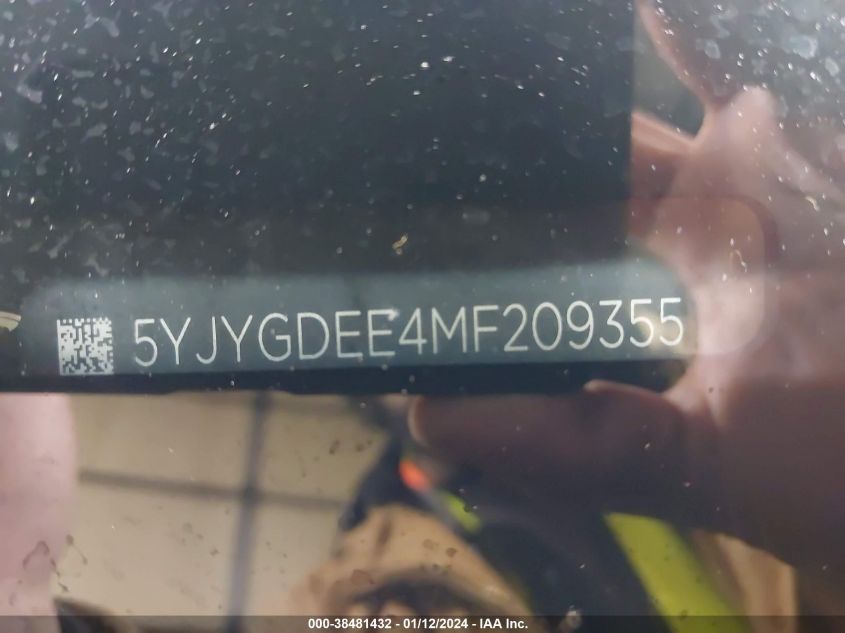 5YJYGDEE4MF209355
000-38481432 - 01/12/2024 - IAA Inc.